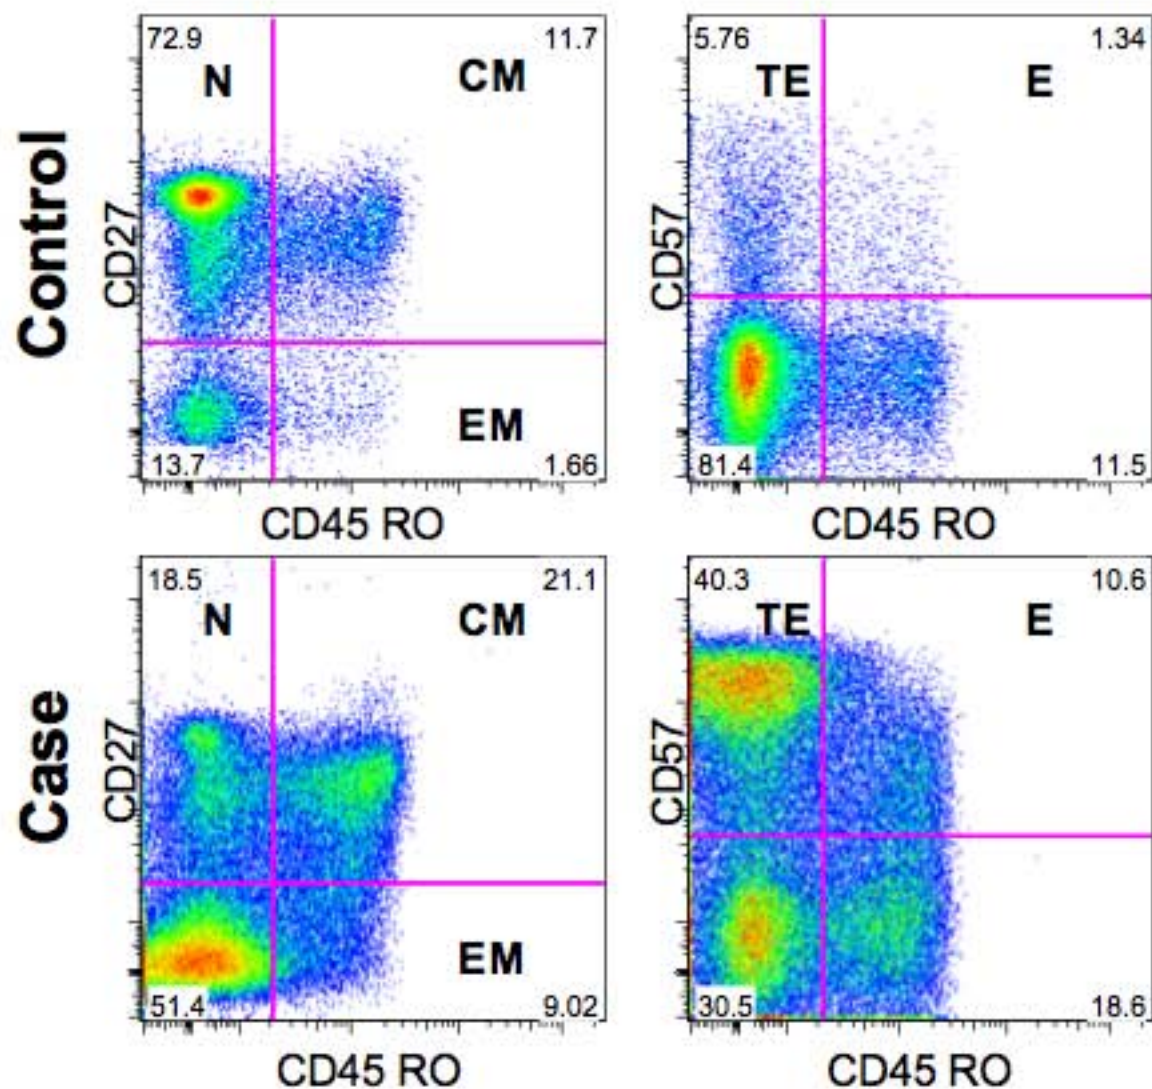 Control
72.9 11.7
N CM
CD27
EM
13.7 1.66
CD45 RO
5.76 1.34
TE E
CD57
81.4 11.5
CD45 RO
Case
18.5 21.1
N CM
CD27
EM
51.4 9.02
CD45 RO
40.3 10.6
TE E
CD57
30.5 18.6
CD45 RO